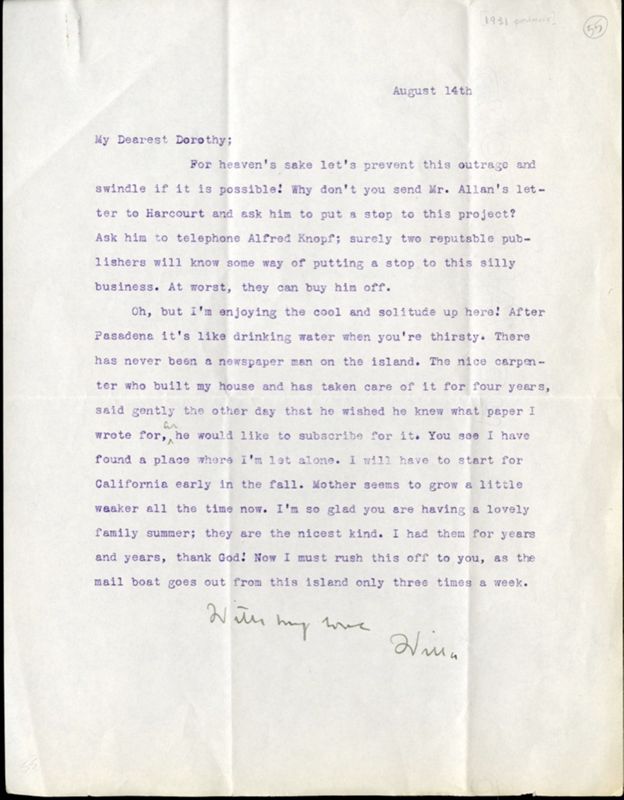 [1931
55
August 14th
My Dearest Dorothy;
For heaven's sake let's prevent this outrage and
swindle if it is possible! Why don't you send Mr. Allan's let-
ter to Harcourt and ask him to put a stop to this project?
Ask him to telephone Alfred Knopf; surely two reputable pub-
lishers will know some way of putting a stop to this silly
business. At worst, they can buy him off.
Oh, but I'm enjoying the cool and solitude up here! After
Pasadena it's like drinking water when you're thirsty. There
has never been a newspaper man on the island. The nice carpen-
ter who built my house and has taken care of it for four years,
said gently the other day that he wished he knew what paper I
wrote for, as he would like to subscribe for it. You see I have
found a place where I'm let alone. I will have to start for
California early in the fall. Mother seems to grow a little
waaker all the time now. I'm so glad you are having a lovely
family summer; they are the nicest kind. I had them for years
and years, thank God! Now I must rush this off to you, as the
mail boat goes out from this island only three times a week.
With my love
Willa